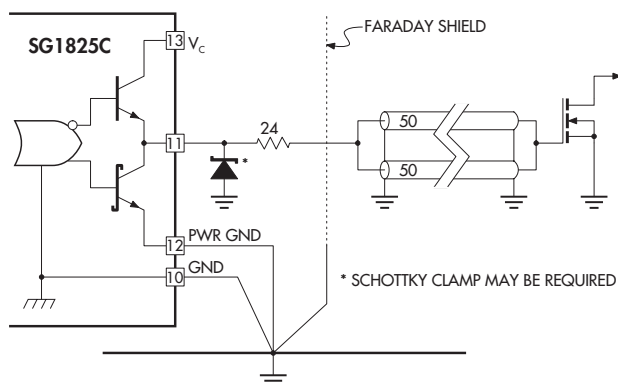 FARADAY SHIELD
SG1825C
13 VC
24
50
11
*
50
12 PWR GND
10 GND
* SCHOTTKY CLAMP MAY BE REQUIRED